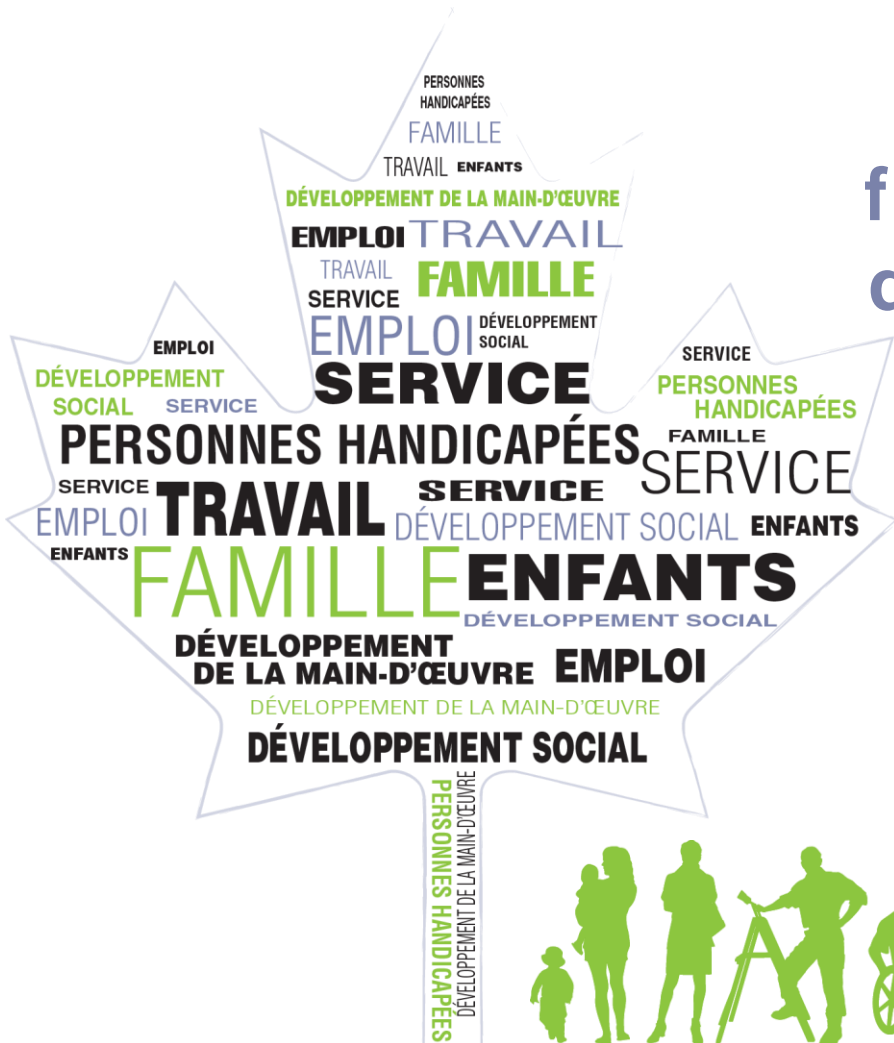 PERSONNES
HANDICAPÉES
FAMILLE
TRAVAIL ENFANTS
DÉVELOPPEMENT DE LA MAIN-D'ŒUVRE
EMPLOI TRAVAIL
TRAVAIL FAMILLE
SERVICE
EMPLOI DÉVELOPPEMENT
SOCIAL
SERVICE
EMPLOI
DÉVELOPPEMENT
SOCIAL SERVICE
SERVICE
PERSONNES
HANDICAPÉES
PERSONNES HANDICAPÉES
FAMILLE
SERVICE
SERVICE TRAVAIL SERVICE
EMPLOI DÉVELOPPEMENT SOCIAL ENFANTS
ENFANTS FAMILLE ENFANTS
DÉVELOPPEMENT SOCIAL
DÉVELOPPEMENT
DE LA MAIN-D'ŒUVRE EMPLOI
DÉVELOPPEMENT DE LA MAIN-D'ŒUVRE
DÉVELOPPEMENT SOCIAL
PERSONNES HANDICAPÉES
DÉVELOPPEMENT DE LA MAIN-D'ŒUVRE
f